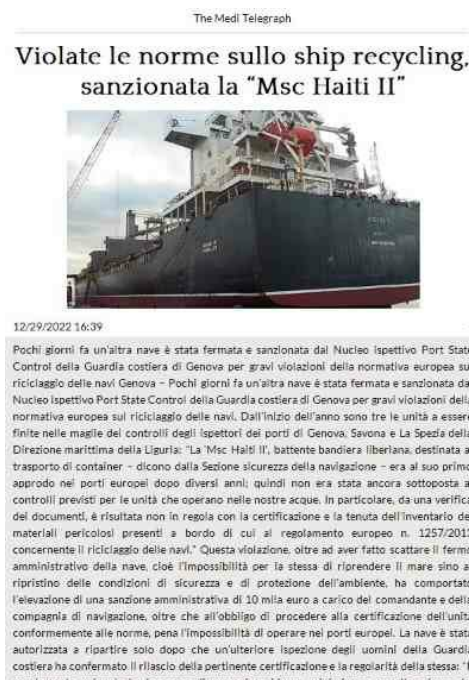 The Medi Telegraph
Violate le norme sullo ship recycling,
sanzionata la “Msc Haiti II”
12/29/2022 16:39
Pochi giorni fa un'altra nave è stata fermata e sanzionata dal Nucleo ispettivo Port State
Control della Guardia costiera di Genova per gravi violazioni della normativa europea sul
riciclaggio delle navi Genova – Pochi giorni fa un'altra nave è stata fermata e sanzionata dal
Nucleo ispettivo Port State Control della Guardia costiera di Genova per gravi violazioni della
normativa europea sul riciclaggio delle navi. Dall'inizio dell'anno sono tre le unità a essere
finite nelle maglie dei controlli degli ispettori dei porti di Genova, Savona e La Spezia della
Direzione marittima della Liguria: "La 'Msc Haiti II', battente bandiera liberiana, destinata al
trasporto di container – dicono dalla Sezione sicurezza della navigazione – era al suo primo
approdo nei porti europei dopo diversi anni; quindi non era stata ancora sottoposta ai
controlli previsti per le unità che operano nelle nostre acque. In particolare, da una verifica
dei documenti, è risultata non in regola con la certificazione e la tenuta dell'inventario dei
materiali pericolosi presenti a bordo di cui al regolamento europeo n. 1257/2013
concernente il riciclaggio delle navi." Questa violazione, oltre ad aver fatto scattare il fermo
amministrativo della nave, cioè l'impossibilità per la stessa di riprendere il mare sino al
ripristino delle condizioni di sicurezza e di protezione dell'ambiente, ha comportato
l'elevazione di una sanzione amministrativa di 10 mila euro a carico del comandante e della
compagnia di navigazione, oltre che all'obbligo di procedere alla certificazione dell'unità
conformemente alle norme, pena l'impossibilità di operare nei porti europei. La nave è stata
autorizzata a ripartire solo dopo che un'ulteriore ispezione degli uomini della Guardia
costiera ha confermato il rilascio della pertinente certificazione e la regolarità della stessa: "I